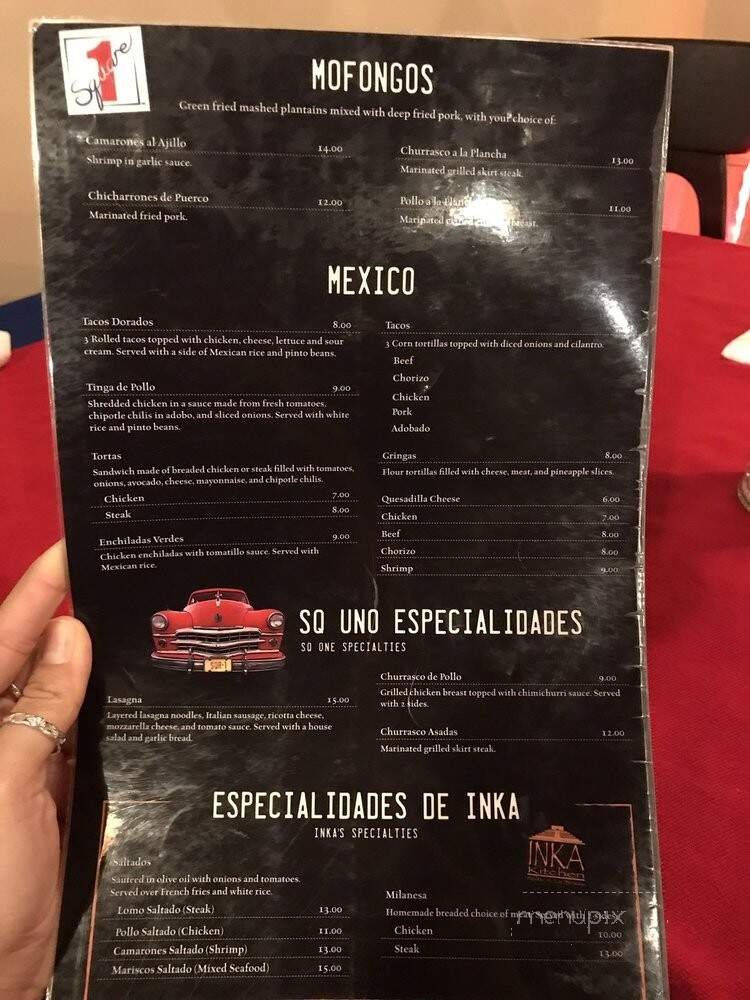 Square
1
MOFONGOS
Green fried mashed plantains mixed with deep fried pork, with your choice of:
Camarones al Ajillo 14.00
Shrimp in garlic sauce.
Chicharrones de Puerco 12.00
Marinated fried pork.
Churrasco a la Plancha 13.00
Marinated grilled skirt steak.
Pollo a la Plancha 11.00
Marinated breast.
MEXICO
Tacos Dorados 8.00
3 Rolled tacos topped with chicken, cheese, lettuce and sour
cream. Served with a side of Mexican rice and pinto beans.
Tinga de Pollo 9.00
Shredded chicken in a sauce made from fresh tomatoes,
chipotle chilis in adobo, and sliced onions. Served with white
rice and pinto beans.
Tortas
Sandwich made of breaded chicken or steak filled with tomatoes,
onions, avocado, cheese, mayonnaise, and chipotle chilis.
Chicken 7.00
Steak 8.00
Enchiladas Verdes 9.00
Chicken enchiladas with tomatillo sauce. Served with
Mexican rice.
Tacos
3 Corn tortillas topped with diced onions and cilantro.
Beef
Chorizo
Chicken
Pork
Adobado
Gringas 8.00
Flour tortillas filled with cheese, meat, and pineapple slices.
Quesadilla Cheese 6.00
Chicken 7.00
Beef 8.00
Chorizo 8.00
Shrimp 9.00
SQR-1
SQ UNO ESPECIALIDADES
SQ ONE SPECIALTIES
Lasagna 15.00
Layered lasagna noodles, Italian sausage, ricotta cheese,
mozzarella cheese, and tomato sauce. Served with a house
salad and garlic bread.
Churrasco de Pollo 9.00
Grilled chicken breast topped with chimichurri sauce. Served
with 2 sides.
Churrasco Asadas 12.00
Marinated grilled skirt steak.
ESPECIALIDADES DE INKA
INKA'S SPECIALTIES
INKA
Kitchen
Saltados
Sauteed in olive oil with onions and tomatoes.
Served over French fries and white rice.
Lomo Saltado (Steak) 13.00
Pollo Saltado (Chicken) 11.00
Camarones Saltado (Shrimp) 13.00
Mariscos Saltado (Mixed Seafood) 15.00
Milanesa
Homemade breaded choice of meat. Served with
Chicken 10.00
Steak 13.00
menupix